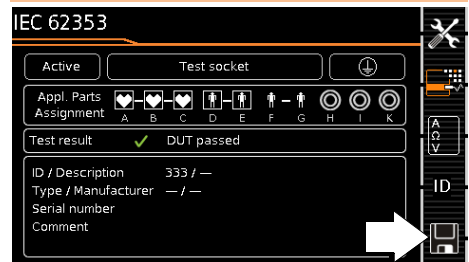 IEC 62353
Active Test socket
Appl. Parts
Assignment A B C D E F G H I K
Test result DUT passed
ID / Description 333 / —
Type / Manufacturer — / —
Serial number
Comment
A
Ω
V
ID